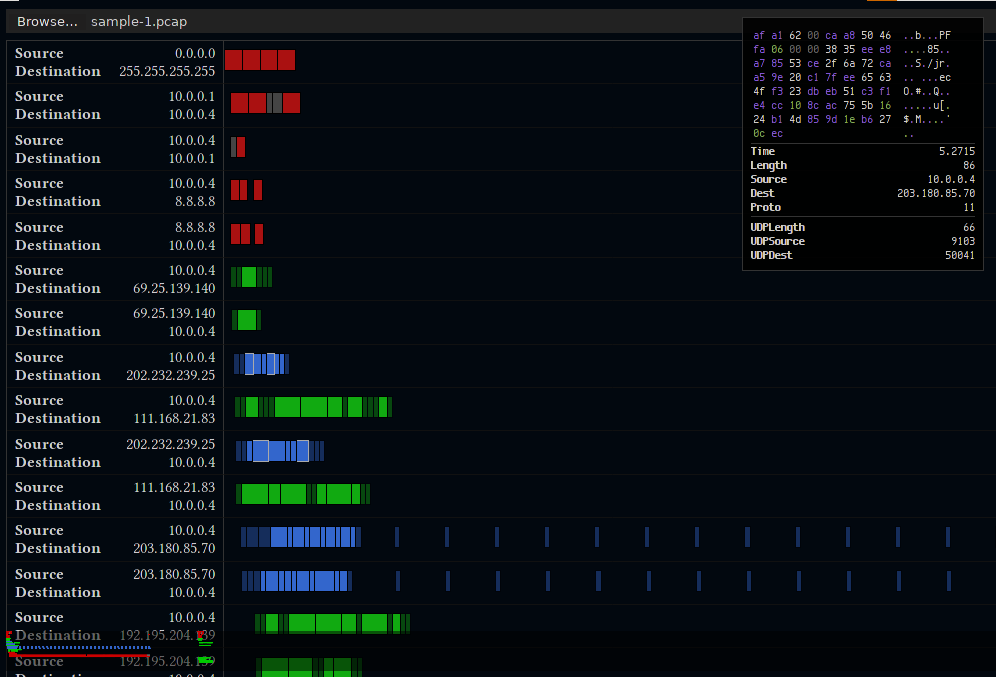 Browse... sample-1.pcap
Source 0.0.0.0
Destination 255.255.255.255
Source 10.0.0.1
Destination 10.0.0.4
Source 10.0.0.4
Destination 10.0.0.1
Source 10.0.0.4
Destination 8.8.8.8
Source 8.8.8.8
Destination 10.0.0.4
Source 10.0.0.4
Destination 69.25.139.140
Source 69.25.139.140
Destination 10.0.0.4
Source 10.0.0.4
Destination 202.232.239.25
Source 10.0.0.4
Destination 111.168.21.83
Source 202.232.239.25
Destination 10.0.0.4
Source 111.168.21.83
Destination 10.0.0.4
Source 10.0.0.4
Destination 203.180.85.70
Source 203.180.85.70
Destination 10.0.0.4
Source 10.0.0.4
Destination 192.195.204.
Source 192.195.204.
af a1 62 00 ca a8 50 46 ..b...PF
fa 06 00 00 38 35 ee e8 ....85..
a7 85 53 ce 2f 6a 72 ca ..S./jr.
a5 9e 20 c1 7f ee 65 63 .. ...ec
4f f3 23 db eb 51 c3 f1 O.#..Q..
e4 cc 10 8c ac 75 5b 16 .....u[.
24 b1 4d 85 9d 1e b6 27 $.M....'
0c ec ..
Time 5.2715
Length 86
Source 10.0.0.4
Dest 203.180.85.70
Proto 11
UDPLength 66
UDPSource 9103
UDPDest 50041